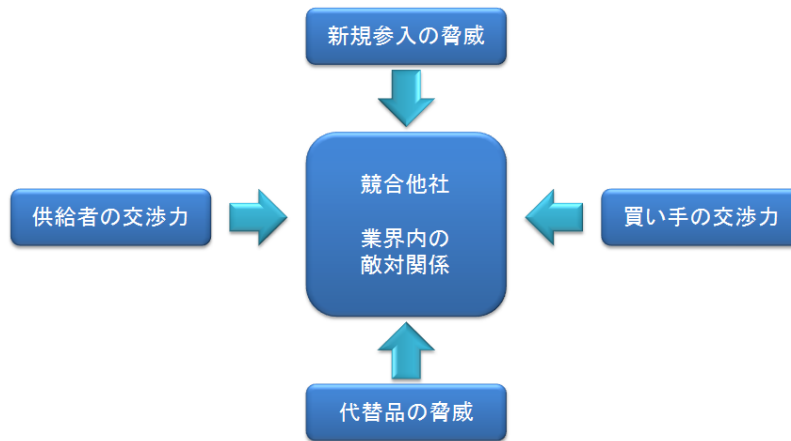 新規参入の脅威
競合他社
業界内の
敵対関係
供給者の交渉力
買い手の交渉力
代替品の脅威